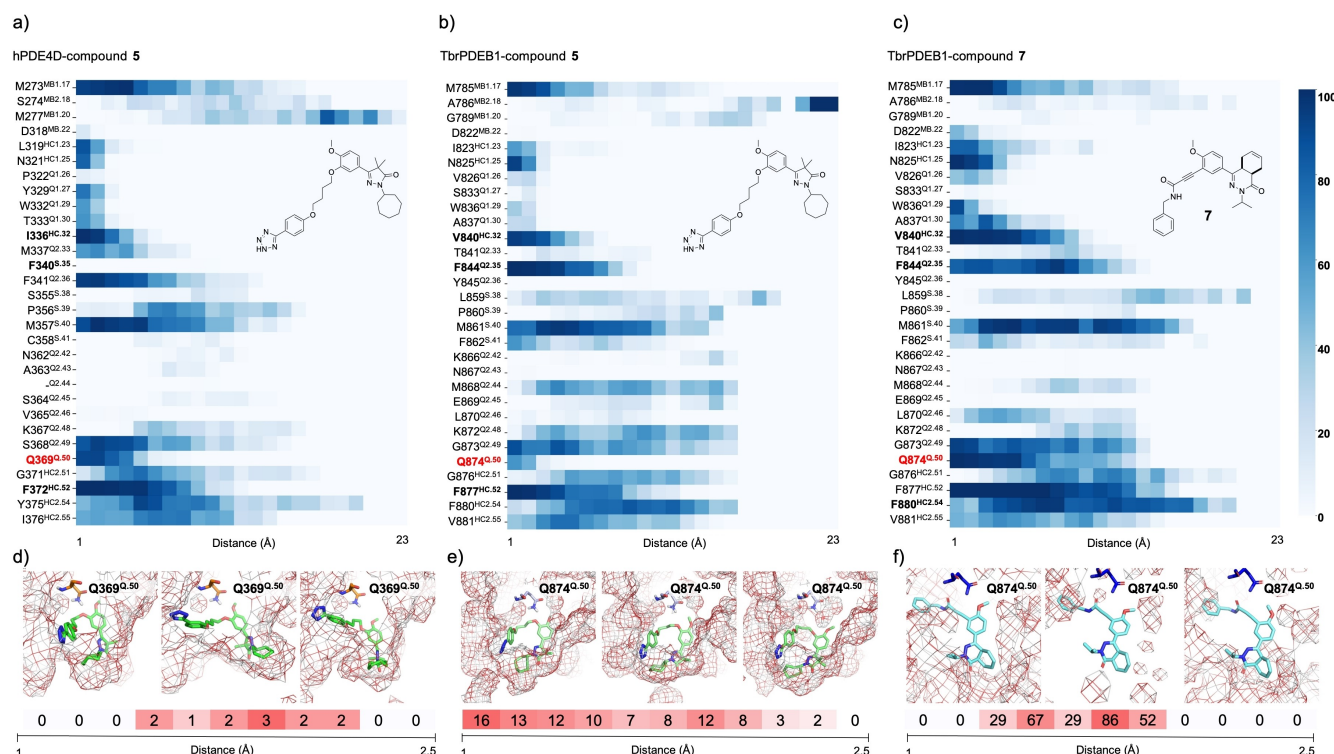 a)
hPDE4D-compound 5
M273MB1.17
S274MB2.18
M277MB1.20
D318MB.22
L319HC1.23
N321HC1.25
P322Q1.26
Y329Q1.27
W332Q1.29
T333Q1.30
I336HC.32
M337Q2.33
F340S.35
F341Q2.36
S355S.38
P356S.39
M357S.40
C358S.41
N362Q2.42
A363Q2.43
-Q2.44
S364Q2.45
V365Q2.46
K367Q2.48
S368Q2.49
Q369Q.50
G371HC2.51
F372HC.52
Y375HC2.54
I376HC2.55
1 Distance (Å) 23
O
O
N
N
O
O
N N
N
HN N
b)
TbrPDEB1-compound 5
M785MB1.17
A786MB2.18
G789MB1.20
D822MB.22
I823HC1.23
N825HC1.25
V826Q1.26
S833Q1.27
W836Q1.29
A837Q1.30
V840HC.32
T841Q2.33
F844Q2.35
Y845Q2.36
L859S.38
P860S.39
M861S.40
F862S.41
K866Q2.42
N867Q2.43
M868Q2.44
E869Q2.45
L870Q2.46
K872Q2.48
G873Q2.49
Q874Q.50
G876HC2.51
F877HC.52
F880HC2.54
V881HC2.55
1 Distance (Å) 23
O
O
N
N
O
O
N N
N
HN N
c)
TbrPDEB1-compound 7
M785MB1.17
A786MB2.18
G789MB1.20
D822MB.22
I823HC1.23
N825HC1.25
V826Q1.26
S833Q1.27
W836Q1.29
A837Q1.30
V840HC.32
T841Q2.33
F844Q2.35
Y845Q2.36
L859S.38
P860S.39
M861S.40
F862S.41
K866Q2.42
N867Q2.43
M868Q2.44
E869Q2.45
L870Q2.46
K872Q2.48
G873Q2.49
Q874Q.50
G876HC2.51
F877HC.52
F880HC2.54
V881HC2.55
1 Distance (Å) 23
O
O
NH
N
N
O
7
100
80
60
40
20
0
d)
Q369Q.50 Q369Q.50 Q369Q.50
0 0 0 2 1 2 3 2 2 0 0
1 Distance (Å) 2.5
e)
Q874Q.50 Q874Q.50 Q874Q.50
16 13 12 10 7 8 12 8 3 2 0
1 Distance (Å) 2.5
f)
Q874Q.50 Q874Q.50 Q874Q.50
0 0 29 67 29 86 52 0 0 0 0
1 Distance (Å) 2.5